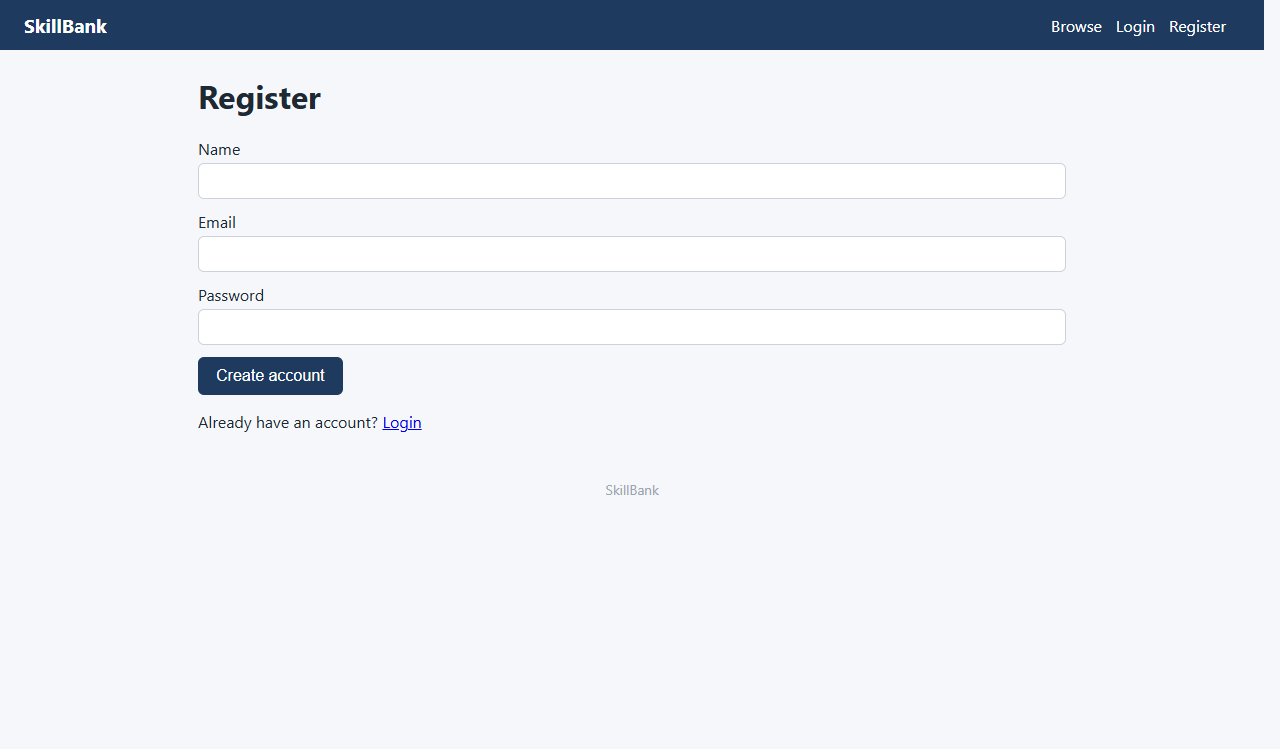 SkillBank
Browse Login Register
Register
Name
Email
Password
Create account
Already have an account? Login
SkillBank